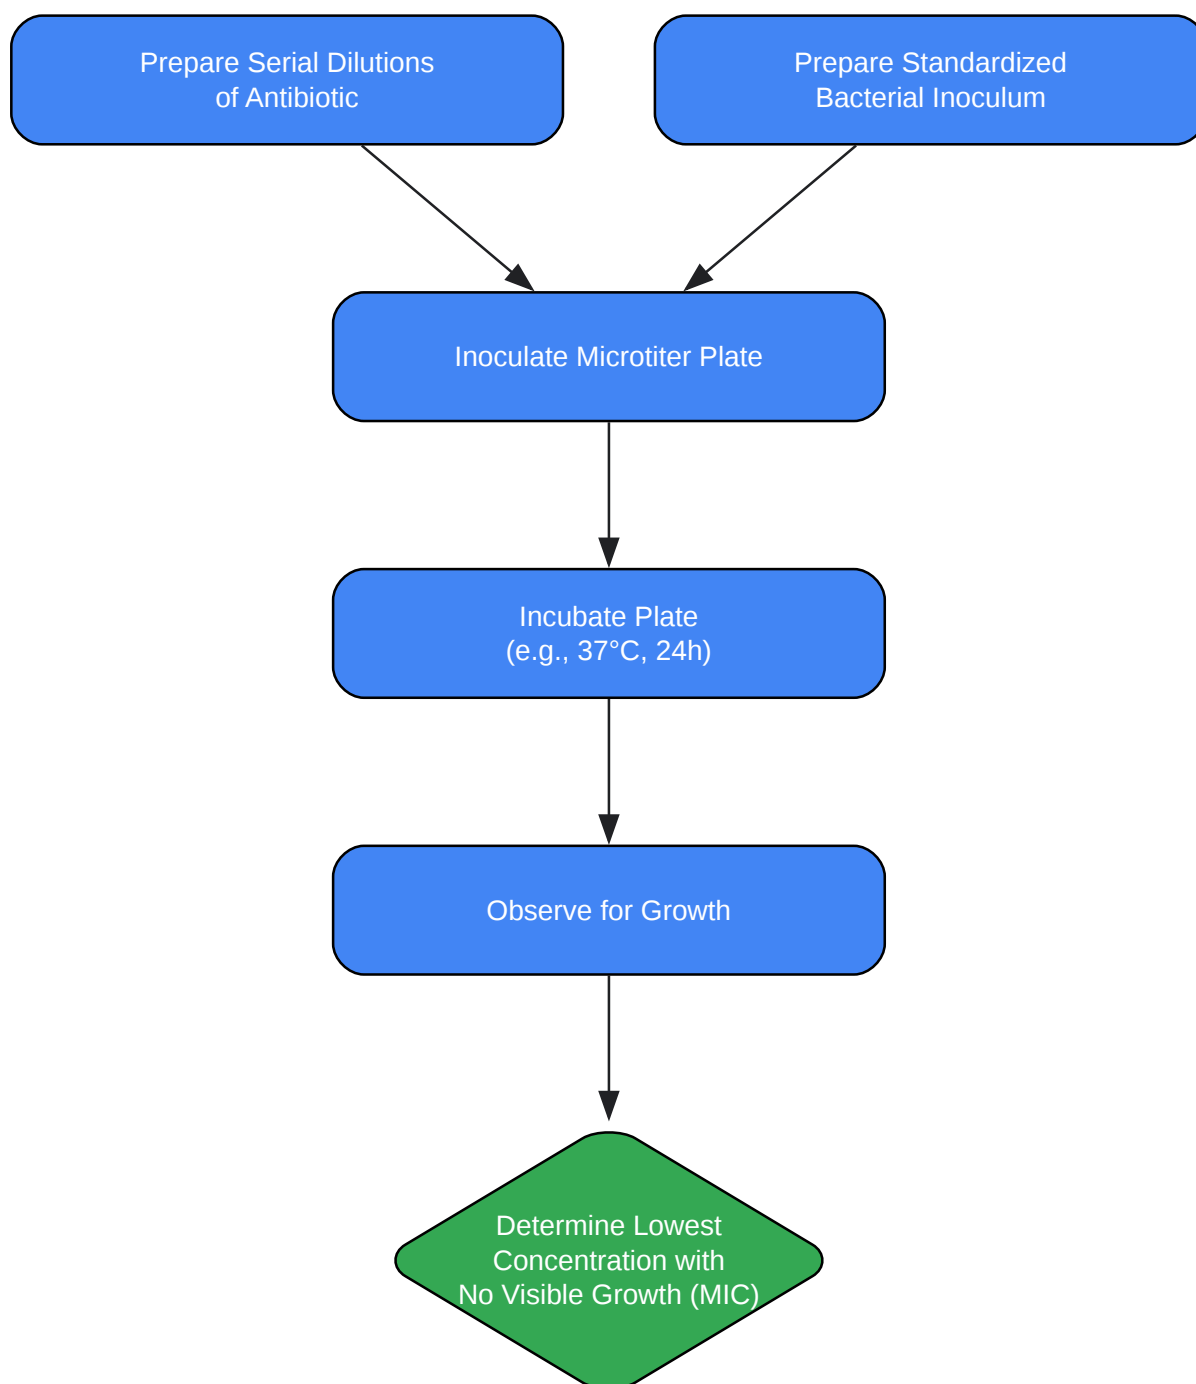 Prepare Serial Dilutions
of Antibiotic
Prepare Standardized
Bacterial Inoculum
Inoculate Microtiter Plate
Incubate Plate
(e.g., 37°C, 24h)
Observe for Growth
Determine Lowest
Concentration with
No Visible Growth (MIC)